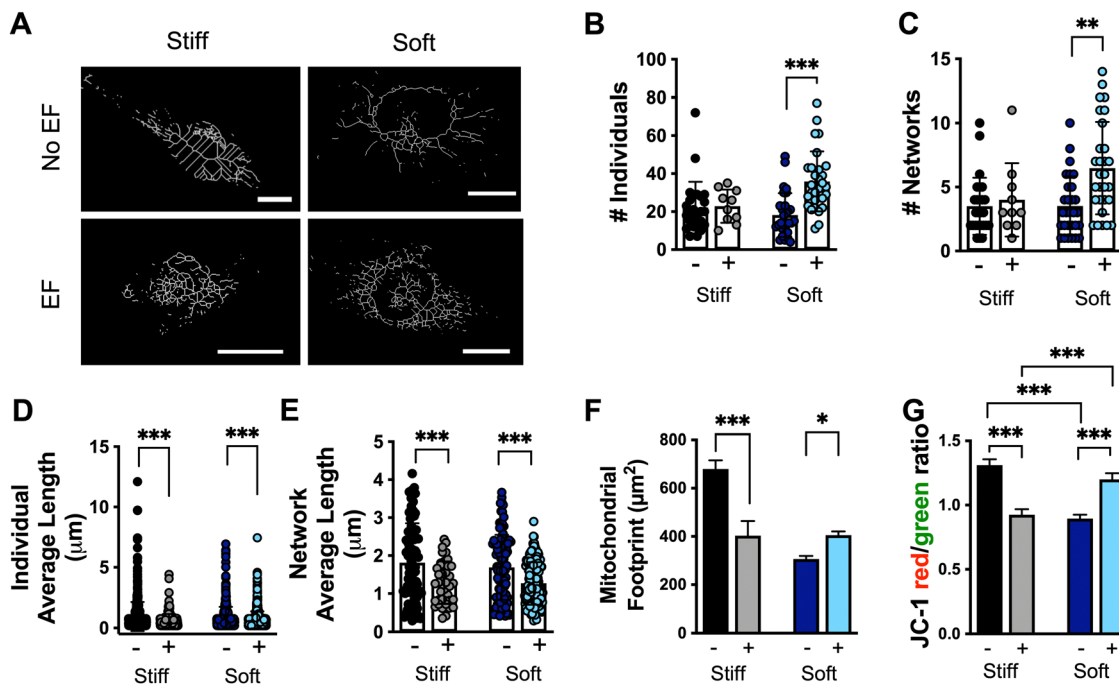 A
Stiff
Soft
No EF
EF
B
# Individuals
100
80
60
40
20
0
***
- + - +
Stiff Soft
C
# Networks
15
10
5
0
**
- + - +
Stiff Soft
D
Individual
Average Length
(μm)
15
10
5
0
*** ***
- + - +
Stiff Soft
E
Network
Average Length
(μm)
5
4
3
2
1
0
*** ***
- + - +
Stiff Soft
F
Mitochondrial
Footprint (μm²)
800
600
400
200
0
*** *
- + - +
Stiff Soft
G
JC-1 red/green ratio
1.5
1.0
0.5
0.0
***
***
*** ***
- + - +
Stiff Soft